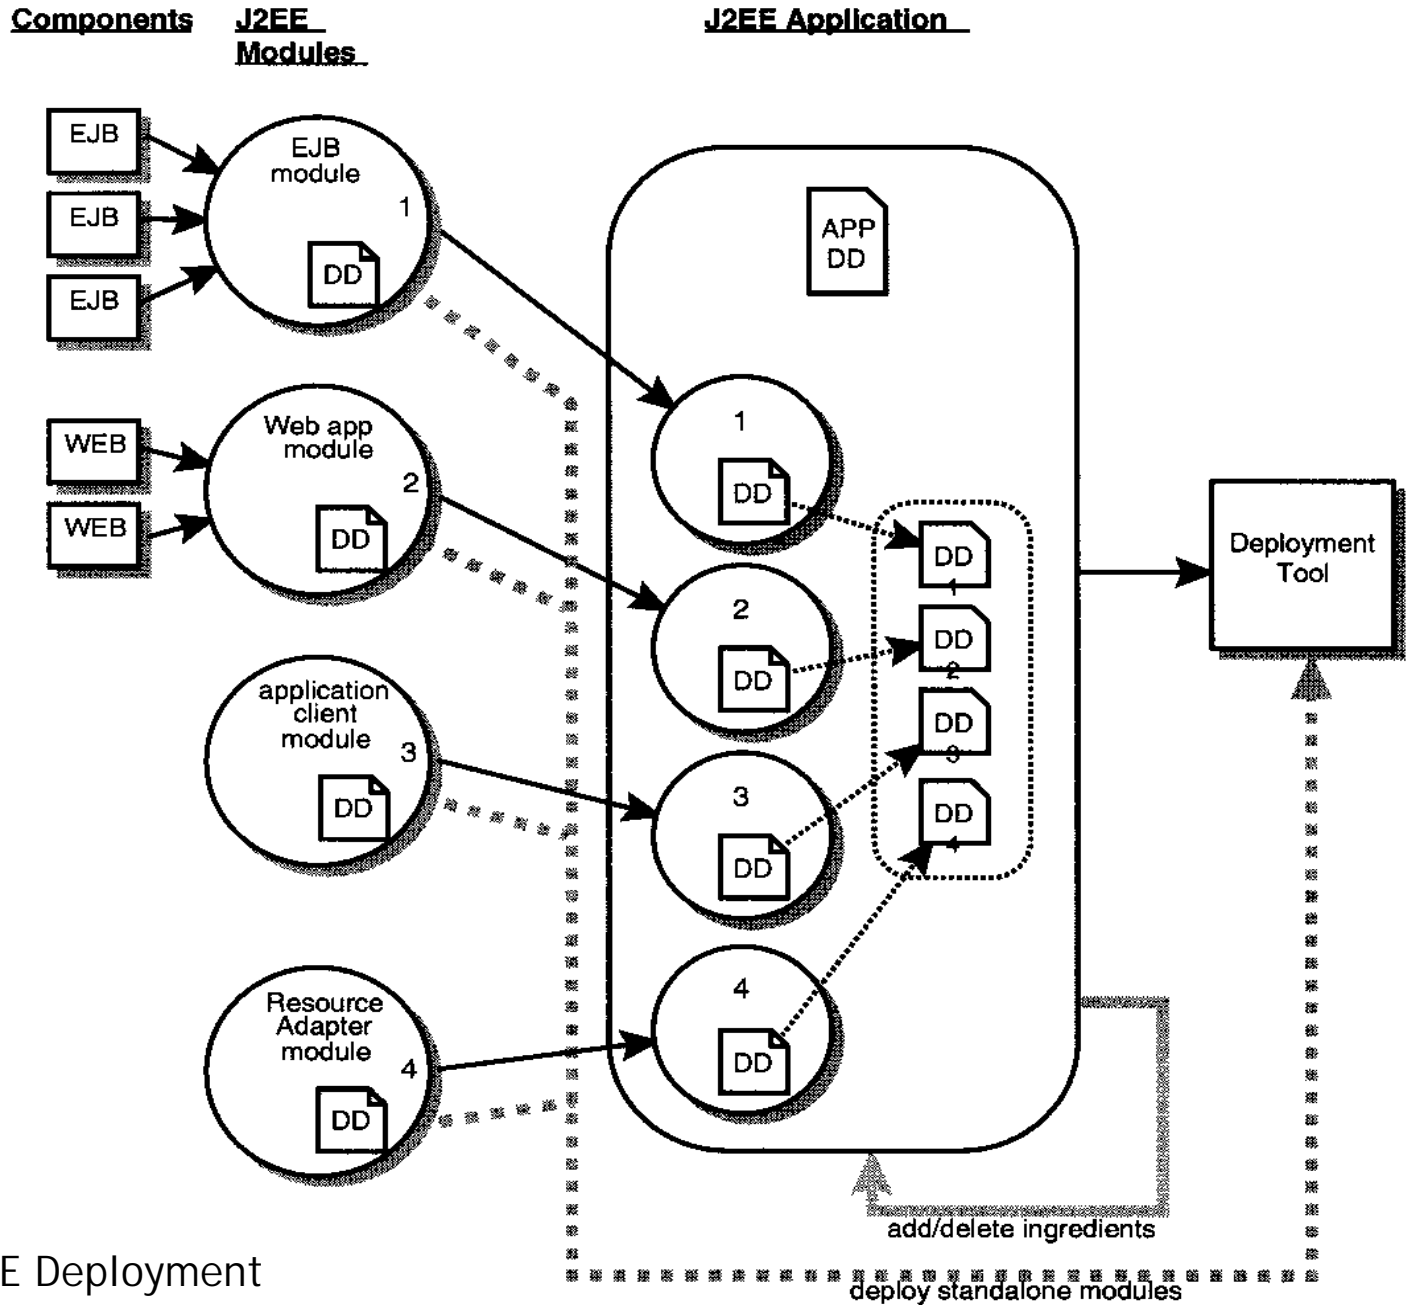 Components
J2EE
Modules
J2EE Application
EJB
EJB
EJB
EJB
module
1
DD
WEB
WEB
Web app
module
2
DD
application
client
module
3
DD
Resource
Adapter
module
4
DD
APP
DD
1
DD
2
DD
3
DD
4
DD
DD
1
DD
2
DD
3
DD
4
Deployment
Tool
add/delete ingredients
deploy standalone modules
E Deployment